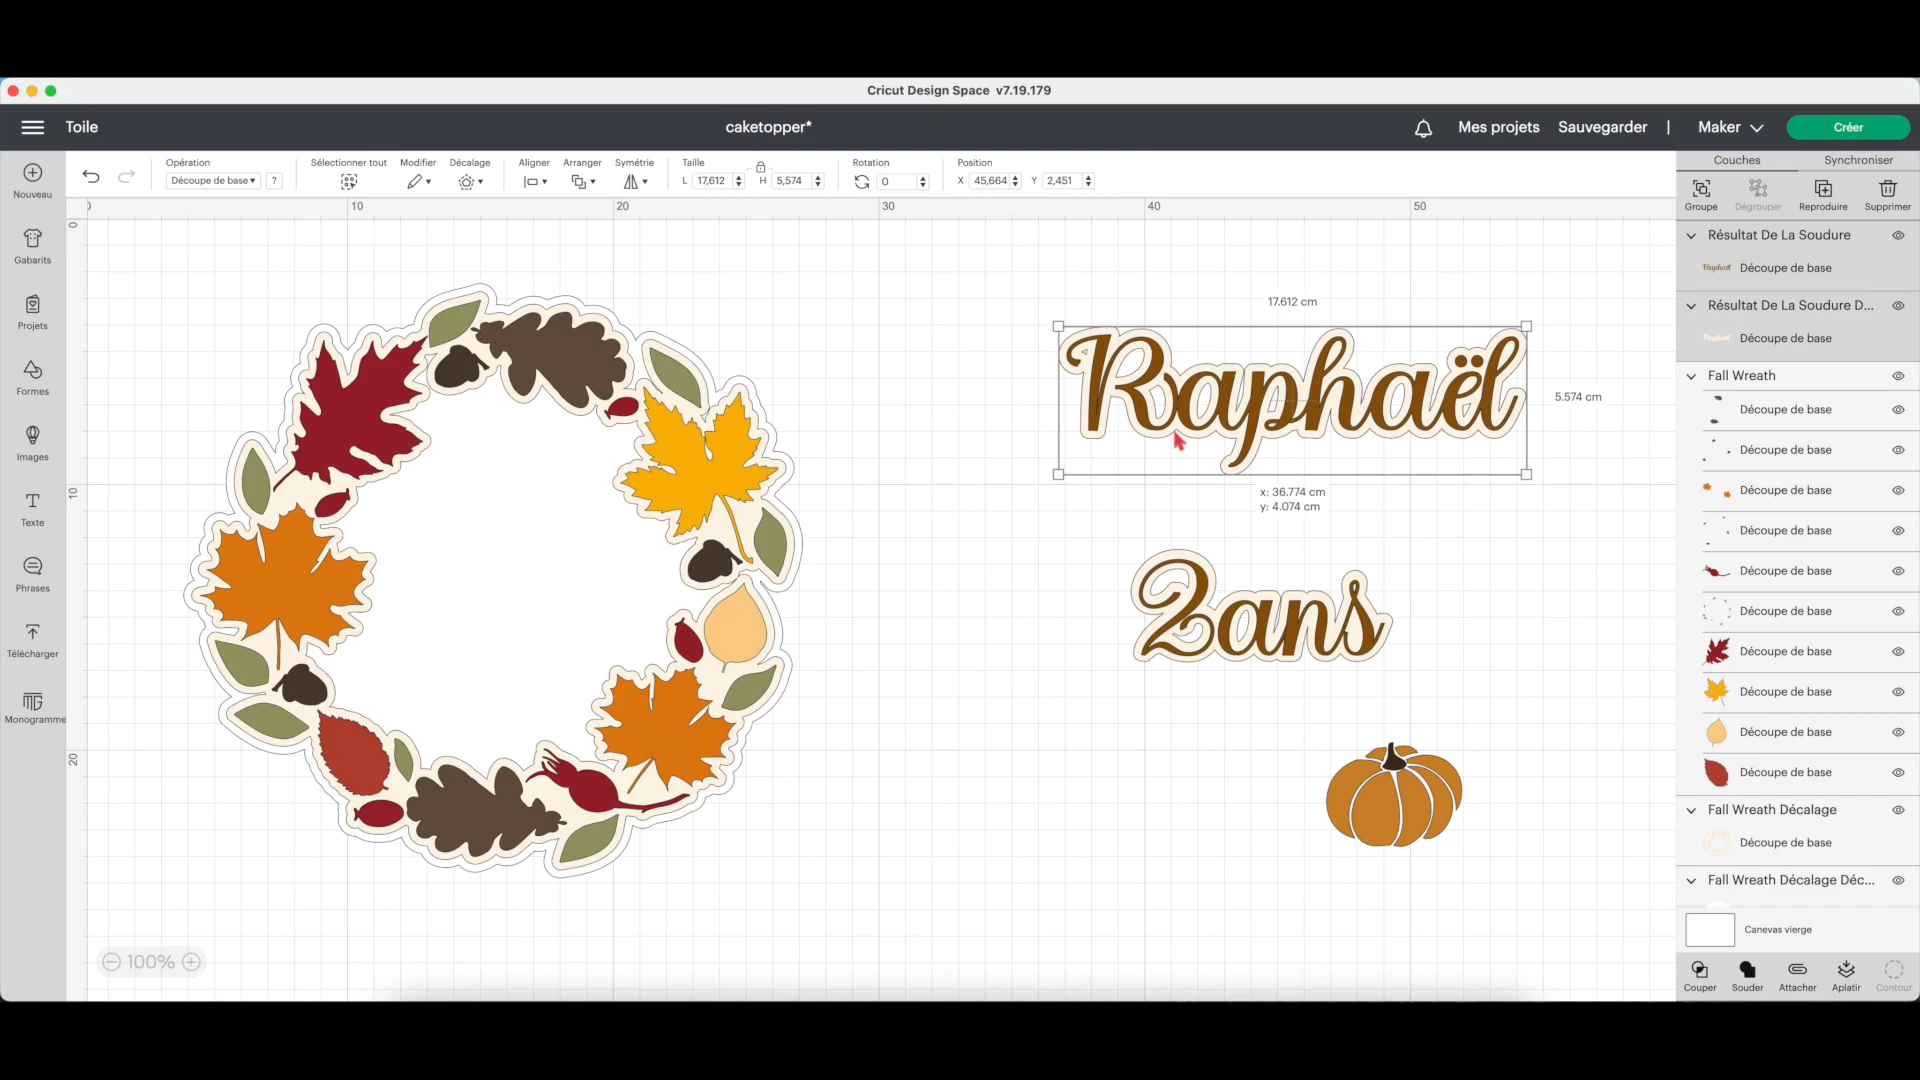 Cricut Design Space v7.19.179
Toile
caketopper*
Mes projets
Sauvegarder
|
Maker
Créer
Opération
Découpe de base
?
Sélectionner tout
Modifier
Décalage
Aligner
Arranger
Symétrie
Taille
L 17,612
H 5,574
Rotation
0
Position
X 45,664
Y 2,451
Couches
Synchroniser
Groupe
Dégrouper
Reproduire
Supprimer
Nouveau
Gabarits
Projets
Formes
Images
Texte
Phrases
Télécharger
Monogramme
0
10
20
30
40
50
0
10
20
17.612 cm
Raphaël
5.574 cm
x: 36.774 cm
y: 4.074 cm
2ans
100%
Résultat De La Soudure
Raphaël
Découpe de base
Résultat De La Soudure D...
Raphaël
Découpe de base
Fall Wreath
Découpe de base
Découpe de base
Découpe de base
Découpe de base
Découpe de base
Découpe de base
Découpe de base
Découpe de base
Découpe de base
Découpe de base
Fall Wreath Décalage
Découpe de base
Fall Wreath Décalage Déc...
Canevas vierge
Couper
Souder
Attacher
Aplatir
Contour